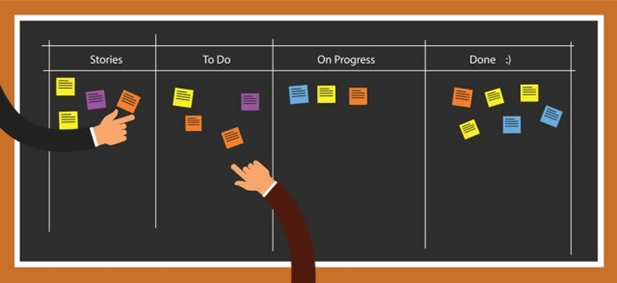 Stories
To Do
On Progress
Done :)